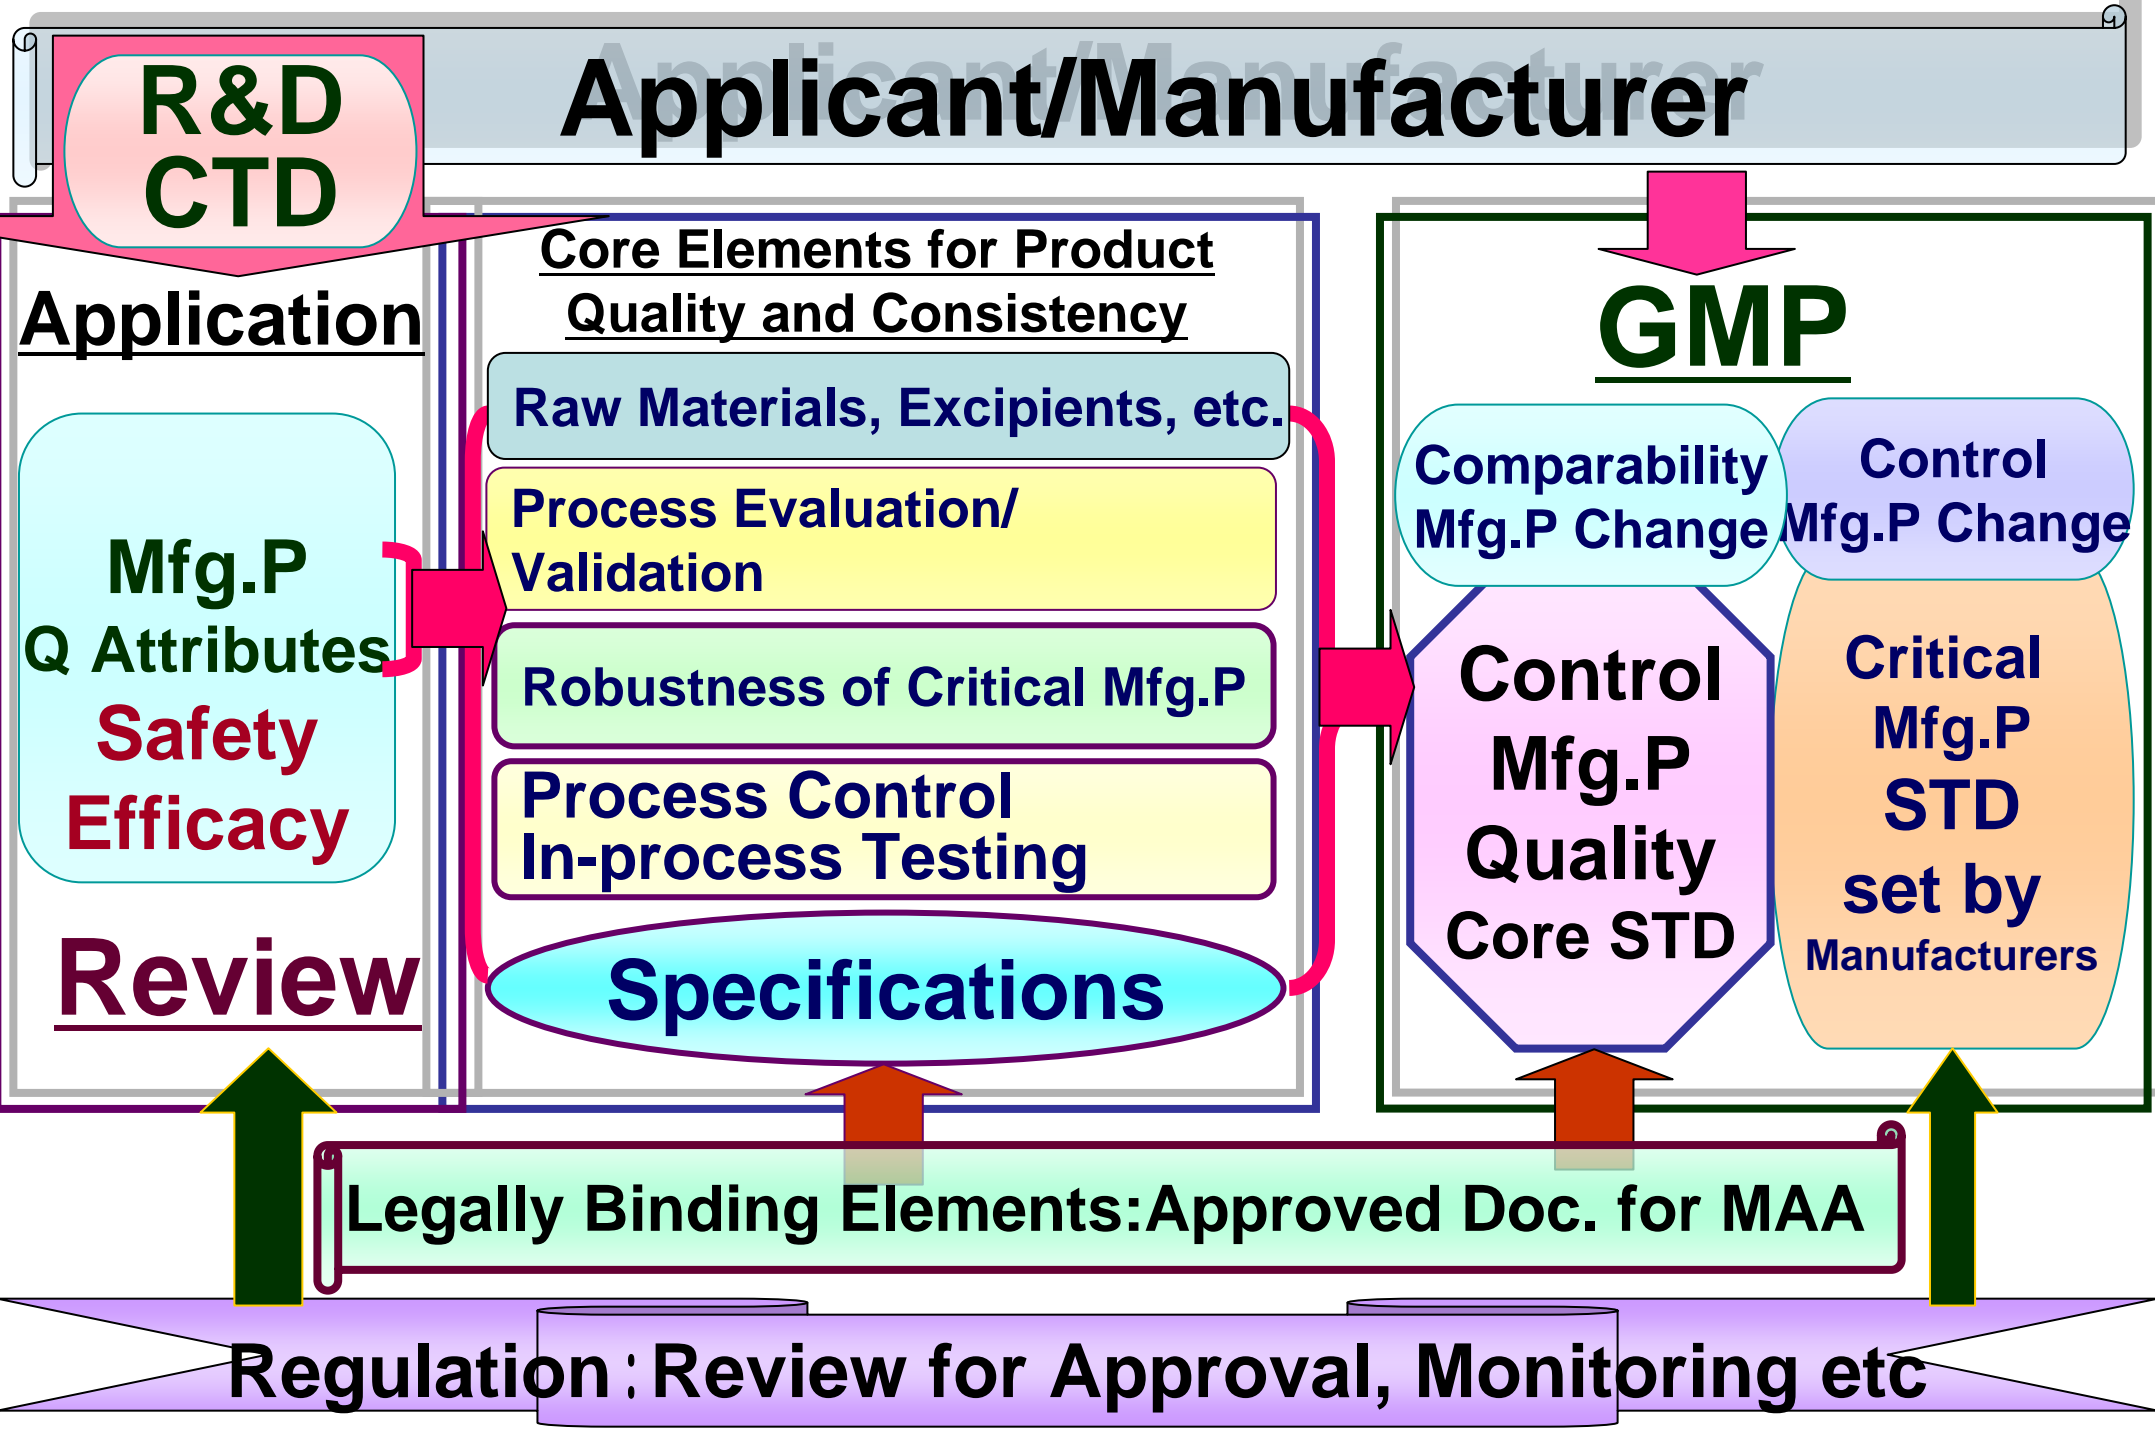 Applicant/Manufacturer
R&D
CTD
Application
Mfg.P
Q Attributes
Safety
Efficacy
Review
Core Elements for Product
Quality and Consistency
Raw Materials, Excipients, etc.
Process Evaluation/
Validation
Robustness of Critical Mfg.P
Process Control
In-process Testing
Specifications
GMP
Comparability
Mfg.P Change
Control
Mfg.P Change
Control
Mfg.P
Quality
Core STD
Critical
Mfg.P
STD
set by
Manufacturers
Legally Binding Elements:Approved Doc. for MAA
Regulation：Review for Approval, Monitoring etc